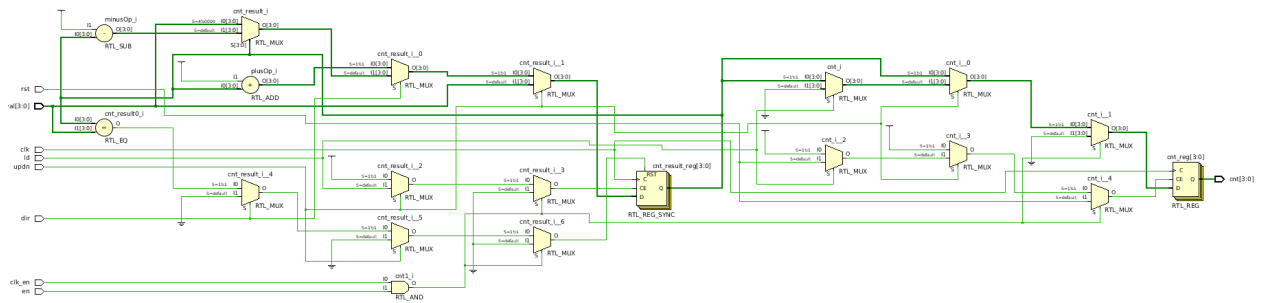 minusOp_i
I1
I0[3:0]
-
O[3:0]
RTL_SUB
cnt_result_i
S=4'b0000 I0[3:0]
S=default I1[3:0]
O[3:0]
S[3:0]
RTL_MUX
plusOp_i
I1
I0[3:0]
+
O[3:0]
RTL_ADD
cnt_result_i__0
S=1'b1 I0[3:0]
S=default I1[3:0]
O[3:0]
S
RTL_MUX
cnt_result_i__1
S=1'b1 I0[3:0]
S=default I1[3:0]
O[3:0]
S
RTL_MUX
cnt_i
S=1'b1 I0[3:0]
S=default I1[3:0]
O[3:0]
S
RTL_MUX
cnt_i__0
S=1'b1 I0[3:0]
S=default I1[3:0]
O[3:0]
S
RTL_MUX
rst
al[3:0]
cnt_result0_i
I0[3:0]
I1[3:0]
=
O
RTL_EQ
cnt_i__1
S=1'b1 I0[3:0]
S=default I1[3:0]
O[3:0]
S
RTL_MUX
clk
ld
updn
cnt_i__2
S=1'b1 I0
S=default I1
O
S
RTL_MUX
cnt_i__3
S=1'b1 I0
S=default I1
O
S
RTL_MUX
cnt_result_i__4
S=1'b1 I0
S=default I1
O
S
RTL_MUX
cnt_result_i__2
S=1'b1 I0
S=default I1
O
S
RTL_MUX
cnt_result_i__3
S=1'b1 I0
S=default I1
O
S
RTL_MUX
cnt_result_reg[3:0]
RST
C
CE
D
Q
RTL_REG_SYNC
cnt_i__4
S=1'b1 I0
S=default I1
O
S
RTL_MUX
cnt_reg[3:0]
C
CE
D
Q
RTL_REG
cnt[3:0]
dir
cnt_result_i__5
S=1'b1 I0
S=default I1
O
S
RTL_MUX
cnt_result_i__6
S=1'b1 I0
S=default I1
O
S
RTL_MUX
clk_en
en
cnt1_i
I0
I1
O
RTL_AND